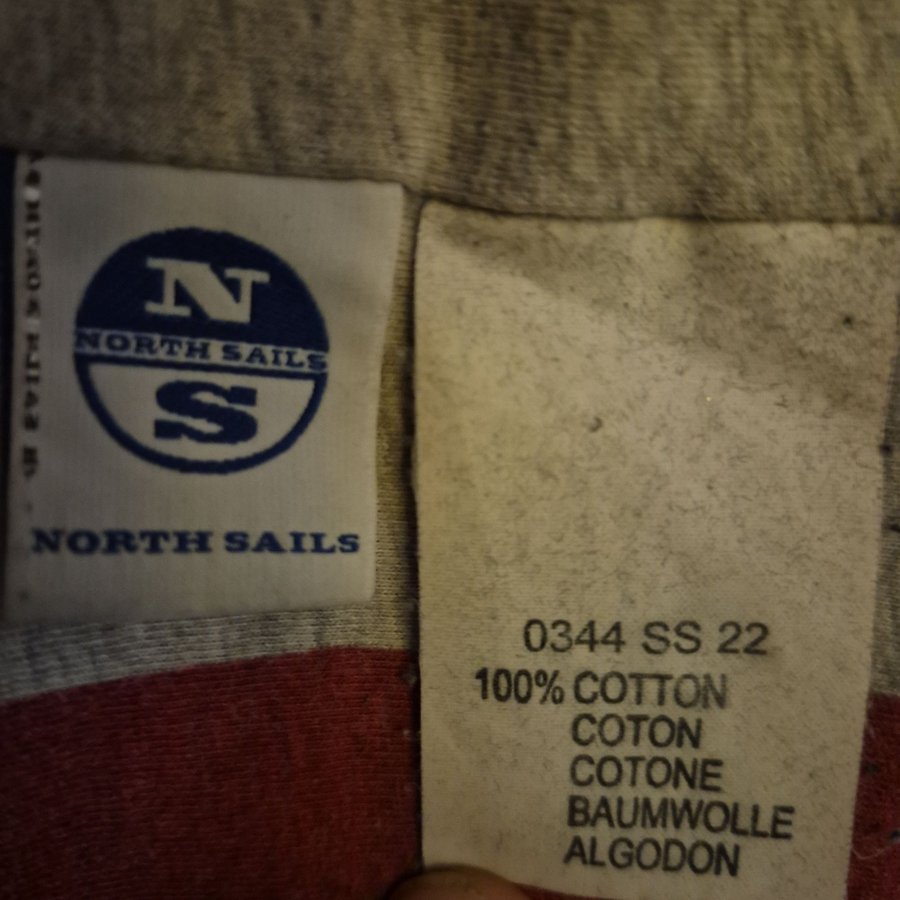 N
NORTH SAILS
S
NORTH SAILS
0344 SS 22
100% COTTON
COTON
COTONE
BAUMWOLLE
ALGODON